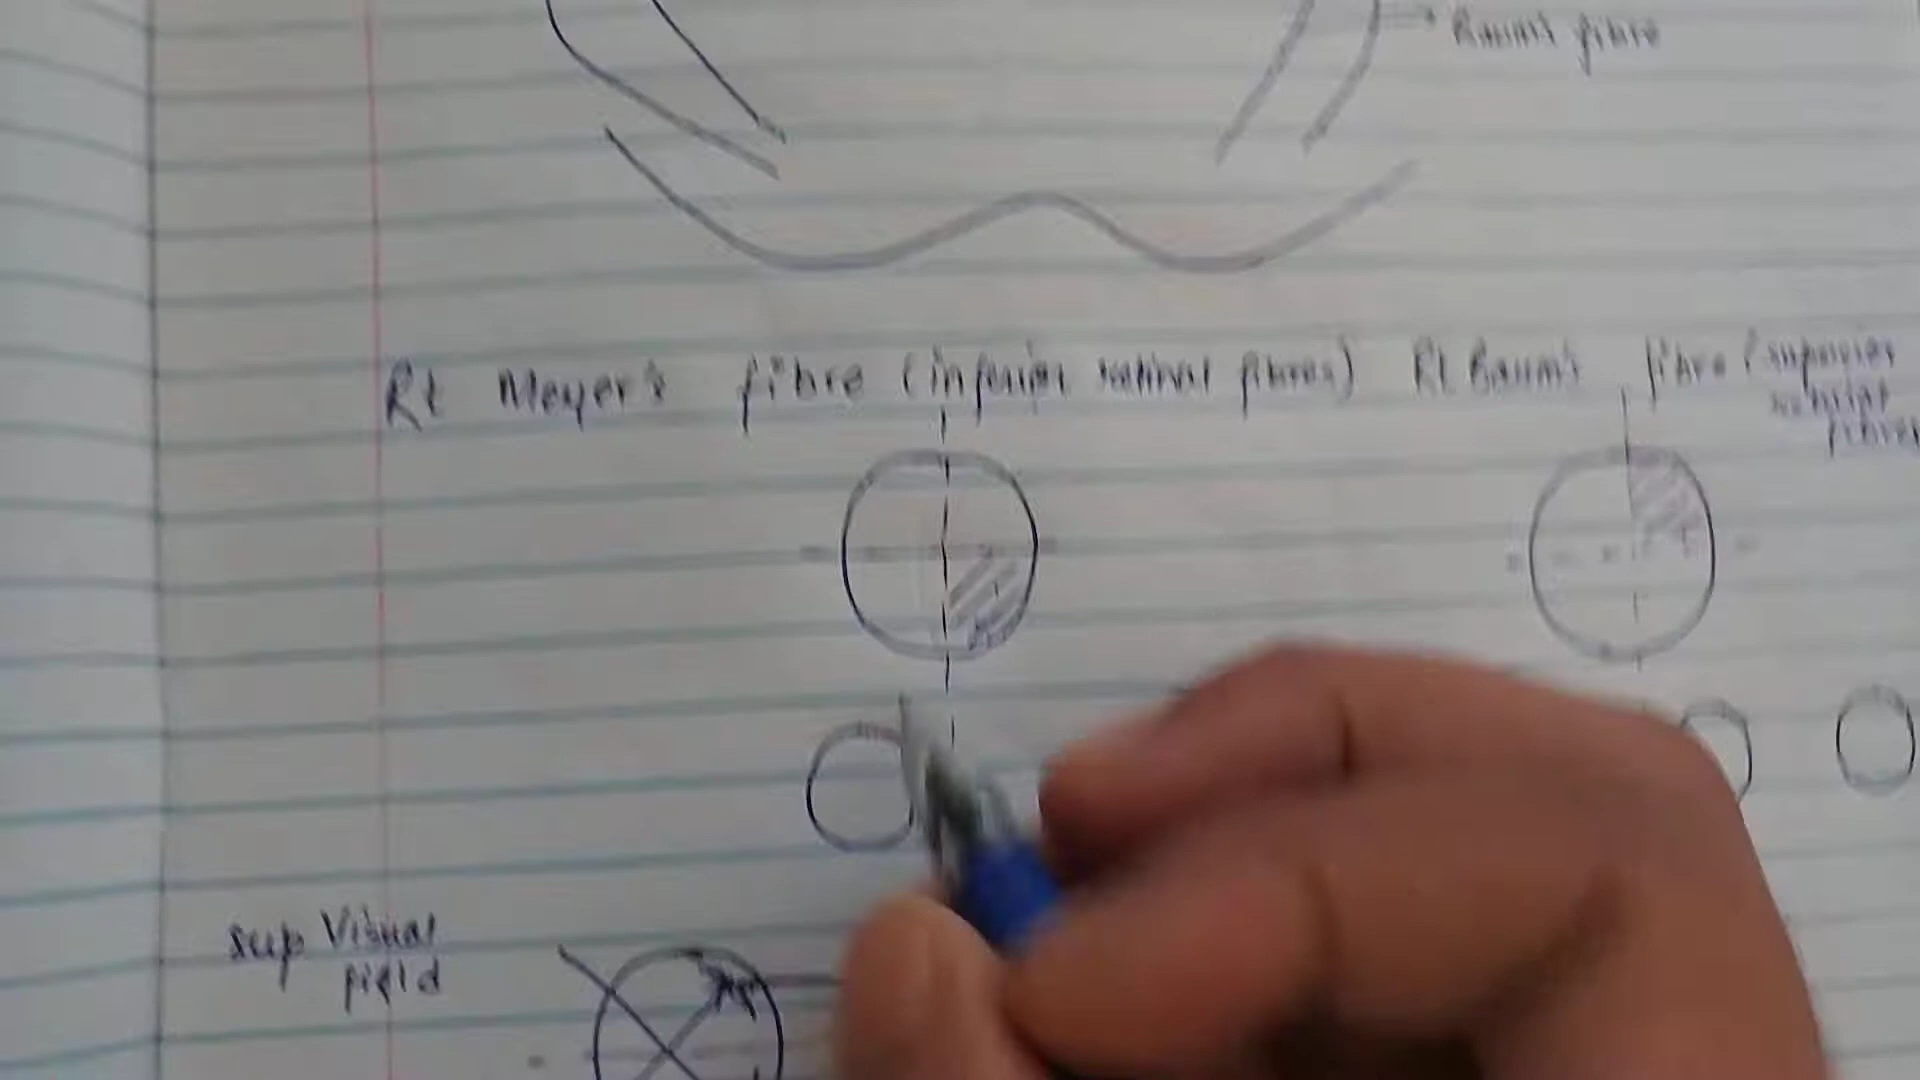 Baum's fibre
Rt Meyer's fibre (inferior retinal fibres) Rt Baum's fibre (superior
retinal
fibres
Sup Visual
field